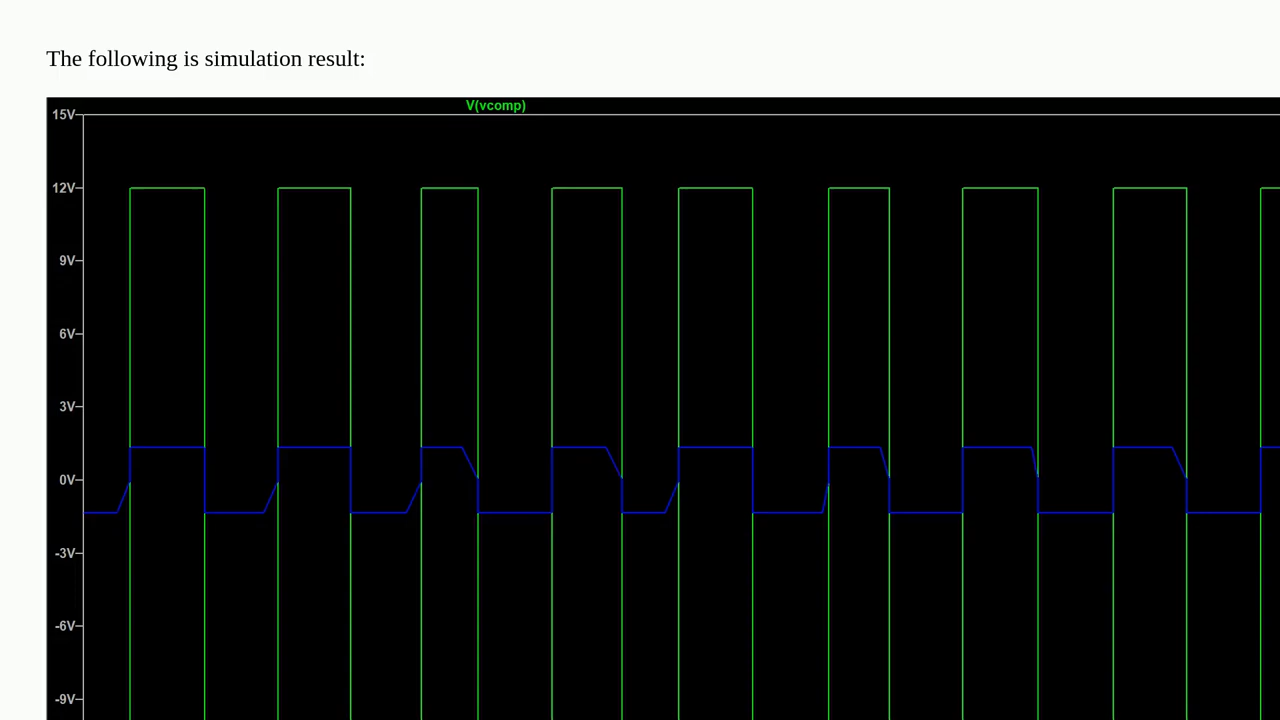 The following is simulation result:
V(vcomp)
15V
12V
9V
6V
3V
0V
-3V
-6V
-9V